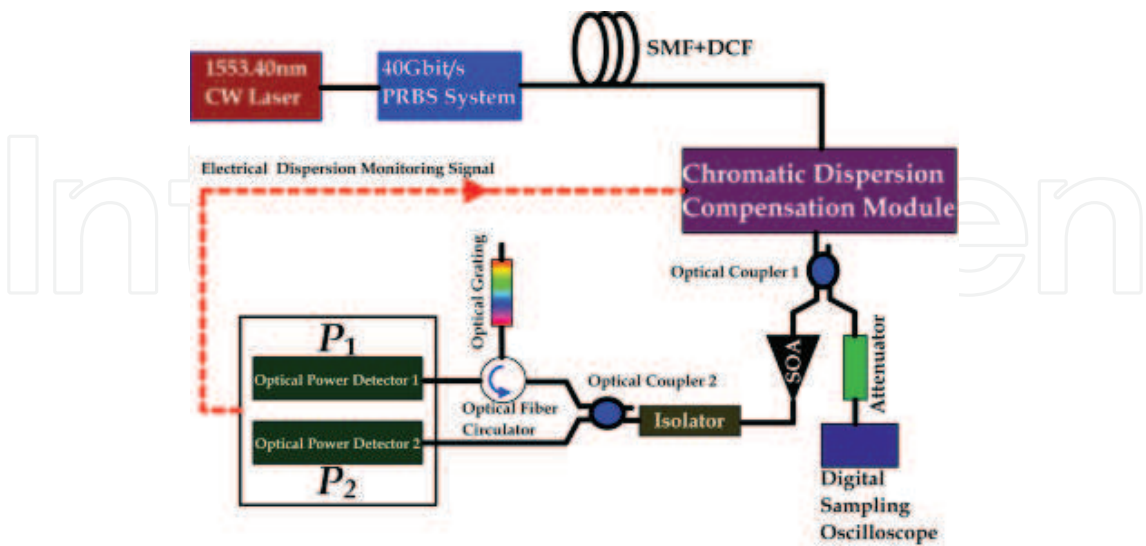 SMF+DCF
1553.40nm
CW Laser
40Gbit/s
PRBS System
Electrical Dispersion Monitoring Signal
Chromatic Dispersion
Compensation Module
Optical Coupler 1
Optical Grating
SOA
Attenuator
P1
Optical Power Detector 1
Optical Coupler 2
Optical Fiber
Circulator
Isolator
Optical Power Detector 2
P2
Digital
Sampling
Oscilloscope